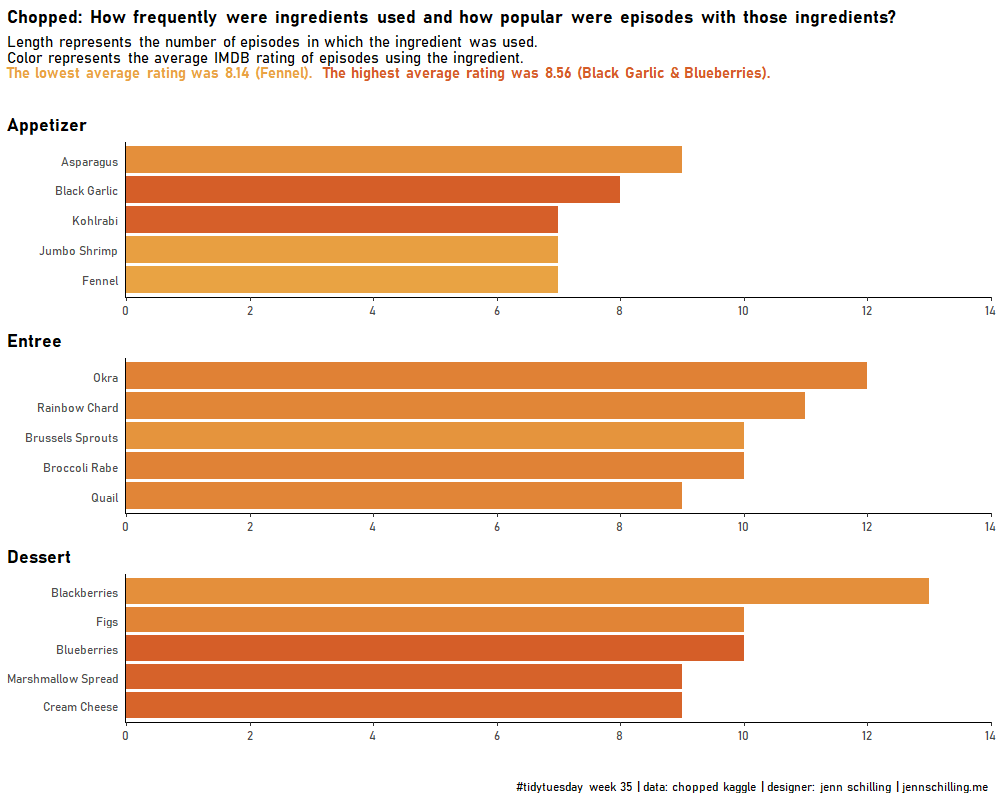 Chopped: How frequently were ingredients used and how popular were episodes with those ingredients?
Length represents the number of episodes in which the ingredient was used.
Color represents the average IMDB rating of episodes using the ingredient.
The lowest average rating was 8.14 (Fennel). The highest average rating was 8.56 (Black Garlic & Blueberries).
Appetizer
Asparagus
Black Garlic
Kohlrabi
Jumbo Shrimp
Fennel
0 2 4 6 8 10 12 14
Entree
Okra
Rainbow Chard
Brussels Sprouts
Broccoli Rabe
Quail
0 2 4 6 8 10 12 14
Dessert
Blackberries
Figs
Blueberries
Marshmallow Spread
Cream Cheese
0 2 4 6 8 10 12 14
#tidytuesday week 35 | data: chopped kaggle | designer: jenn schilling | jennschilling.me